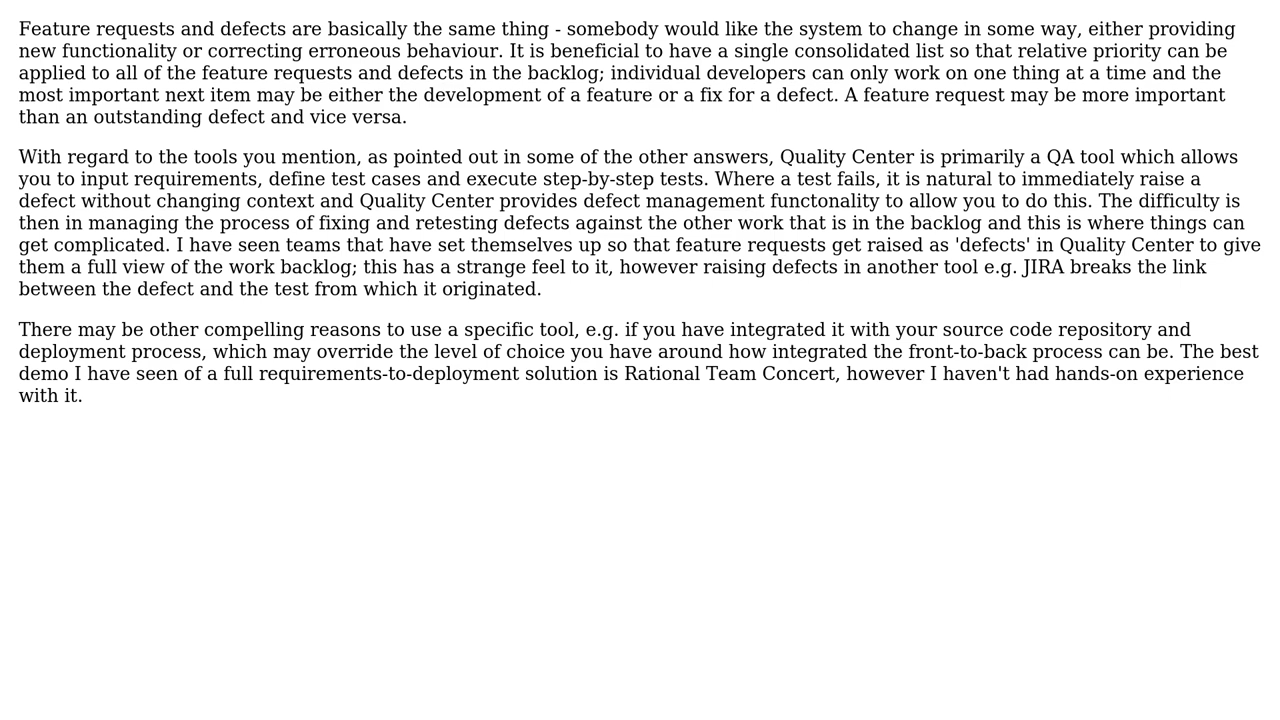 Feature requests and defects are basically the same thing - somebody would like the system to change in some way, either providing
new functionality or correcting erroneous behaviour. It is beneficial to have a single consolidated list so that relative priority can be
applied to all of the feature requests and defects in the backlog; individual developers can only work on one thing at a time and the
most important next item may be either the development of a feature or a fix for a defect. A feature request may be more important
than an outstanding defect and vice versa.
With regard to the tools you mention, as pointed out in some of the other answers, Quality Center is primarily a QA tool which allows
you to input requirements, define test cases and execute step-by-step tests. Where a test fails, it is natural to immediately raise a
defect without changing context and Quality Center provides defect management functonality to allow you to do this. The difficulty is
then in managing the process of fixing and retesting defects against the other work that is in the backlog and this is where things can
get complicated. I have seen teams that have set themselves up so that feature requests get raised as 'defects' in Quality Center to give
them a full view of the work backlog; this has a strange feel to it, however raising defects in another tool e.g. JIRA breaks the link
between the defect and the test from which it originated.
There may be other compelling reasons to use a specific tool, e.g. if you have integrated it with your source code repository and
deployment process, which may override the level of choice you have around how integrated the front-to-back process can be. The best
demo I have seen of a full requirements-to-deployment solution is Rational Team Concert, however I haven't had hands-on experience
with it.